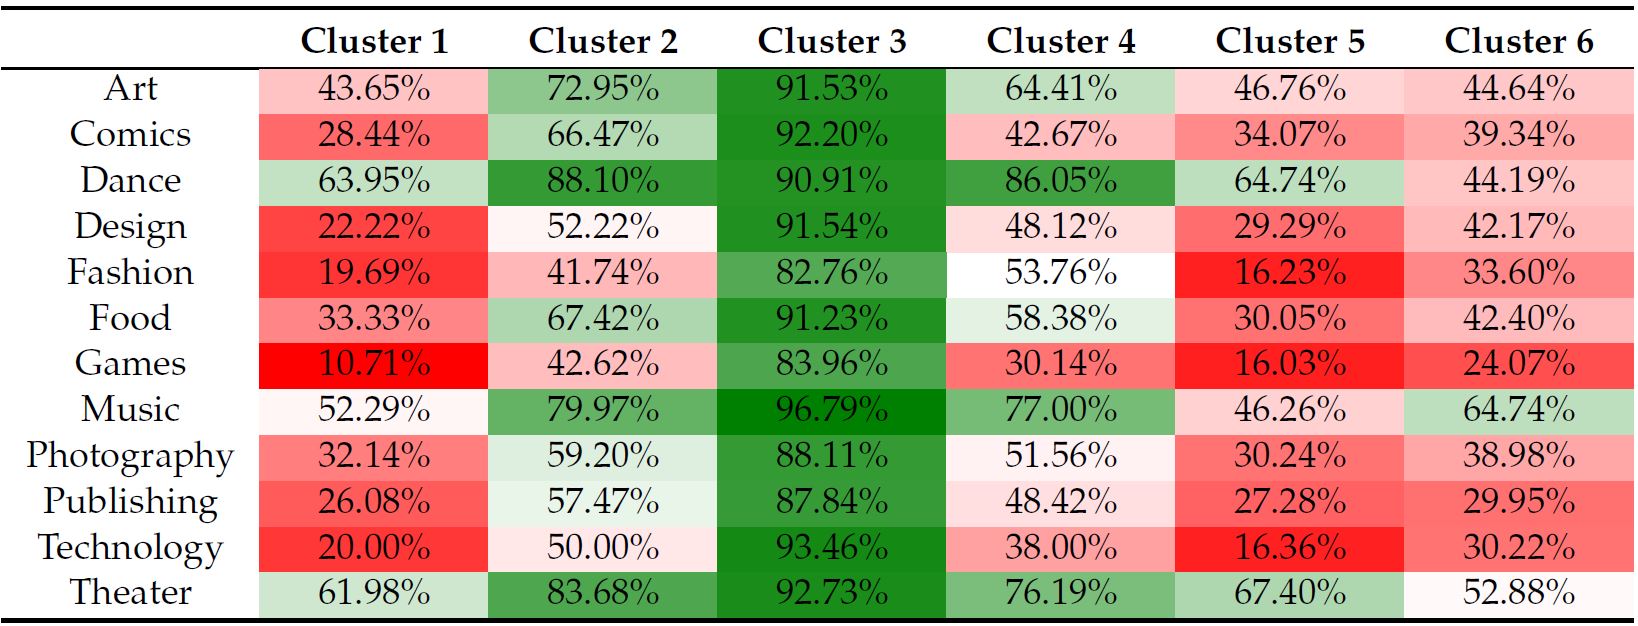 Cluster 1 Cluster 2 Cluster 3 Cluster 4 Cluster 5 Cluster 6
Art 43.65% 72.95% 91.53% 64.41% 46.76% 44.64%
Comics 28.44% 66.47% 92.20% 42.67% 34.07% 39.34%
Dance 63.95% 88.10% 90.91% 86.05% 64.74% 44.19%
Design 22.22% 52.22% 91.54% 48.12% 29.29% 42.17%
Fashion 19.69% 41.74% 82.76% 53.76% 16.23% 33.60%
Food 33.33% 67.42% 91.23% 58.38% 30.05% 42.40%
Games 10.71% 42.62% 83.96% 30.14% 16.03% 24.07%
Music 52.29% 79.97% 96.79% 77.00% 46.26% 64.74%
Photography 32.14% 59.20% 88.11% 51.56% 30.24% 38.98%
Publishing 26.08% 57.47% 87.84% 48.42% 27.28% 29.95%
Technology 20.00% 50.00% 93.46% 38.00% 16.36% 30.22%
Theater 61.98% 83.68% 92.73% 76.19% 67.40% 52.88%